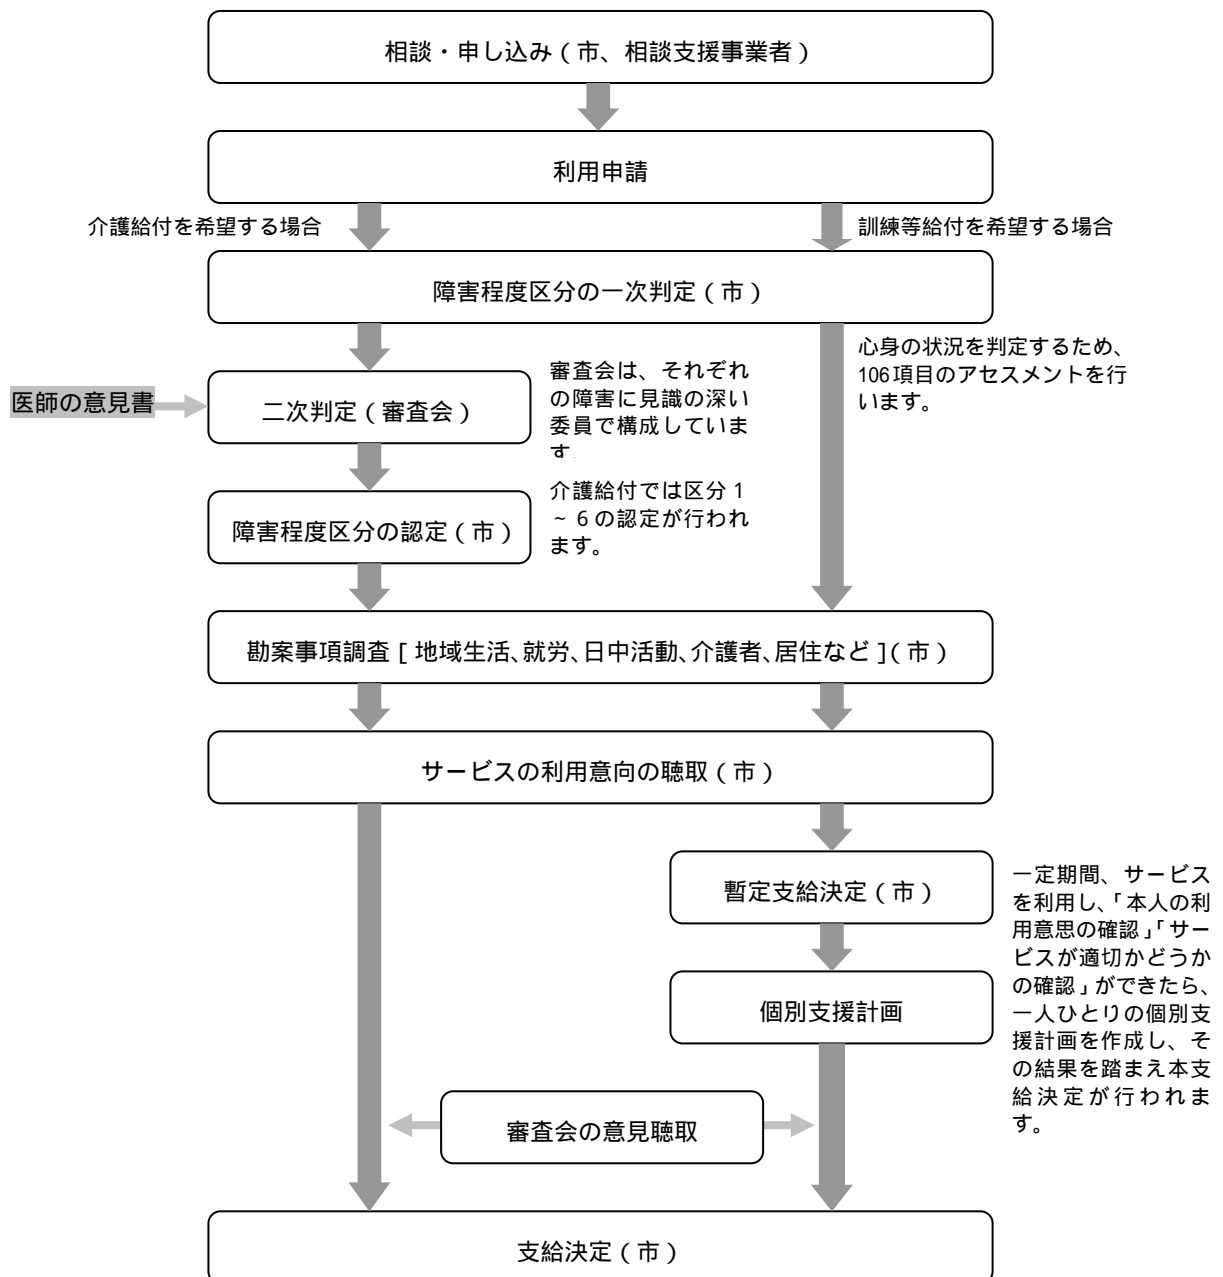 相談・申し込み（市、相談支援事業者）
利用申請
介護給付を希望する場合
訓練等給付を希望する場合
障害程度区分の一次判定（市）
心身の状況を判定するため、
106項目のアセスメントを行
います。
医師の意見書
二次判定（審査会）
審査会は、それぞれ
の障害に見識の深い
委員で構成していま
す
障害程度区分の認定（市）
介護給付では区分１
～６の認定が行われ
ます。
勘案事項調査［地域生活、就労、日中活動、介護者、居住など］（市）
サービスの利用意向の聴取（市）
暫定支給決定（市）
個別支援計画
一定期間、サービス
を利用し、「本人の利
用意思の確認」「サー
ビスが適切かどうか
の確認」ができたら、
一人ひとりの個別支
援計画を作成し、そ
の結果を踏まえ本支
給決定が行われま
す。
審査会の意見聴取
支給決定（市）